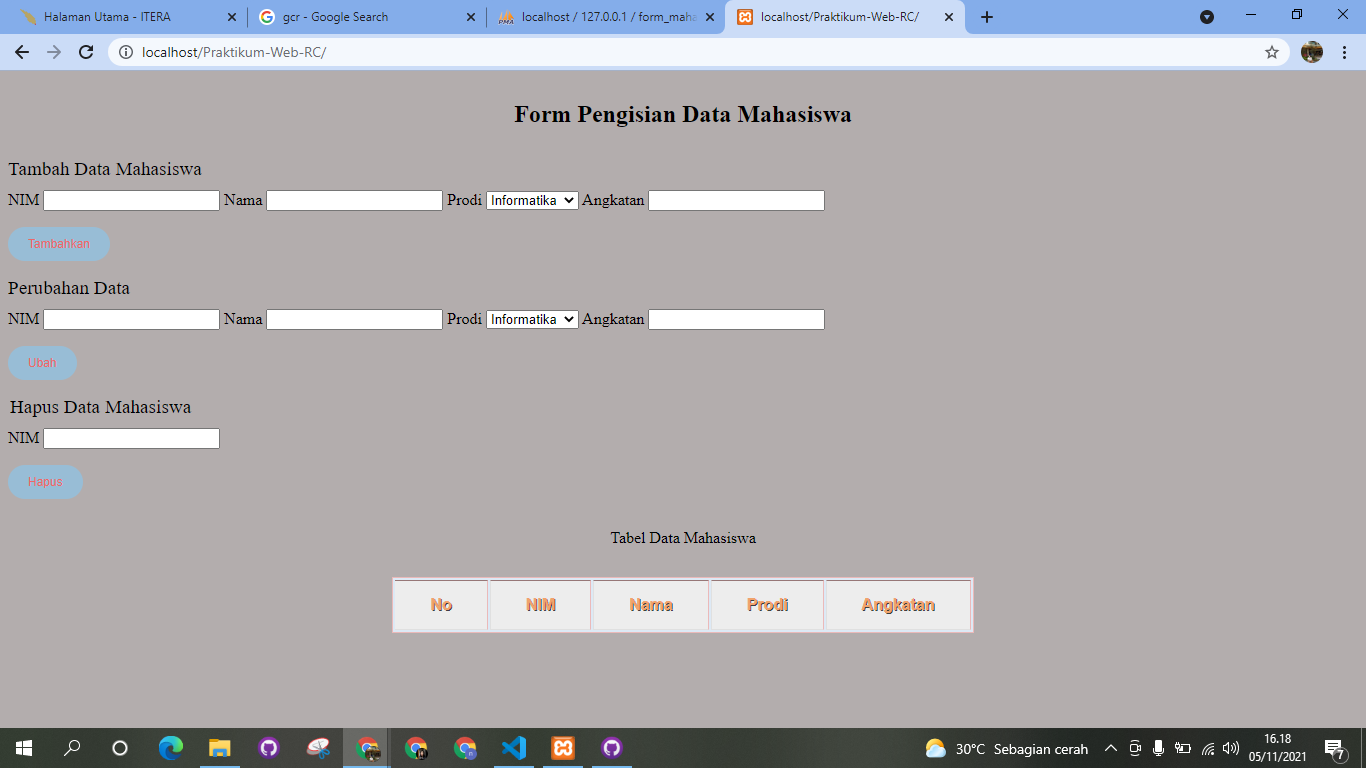 Halaman Utama - ITERA
gcr - Google Search
PMA localhost / 127.0.0.1 / form_maha
localhost/Praktikum-Web-RC/
localhost/Praktikum-Web-RC/
Form Pengisian Data Mahasiswa
Tambah Data Mahasiswa
NIM Nama Prodi Informatika Angkatan
Tambahkan
Perubahan Data
NIM Nama Prodi Informatika Angkatan
Ubah
Hapus Data Mahasiswa
NIM
Hapus
Tabel Data Mahasiswa
No NIM Nama Prodi Angkatan
30°C Sebagian cerah
16.18
05/11/2021
7